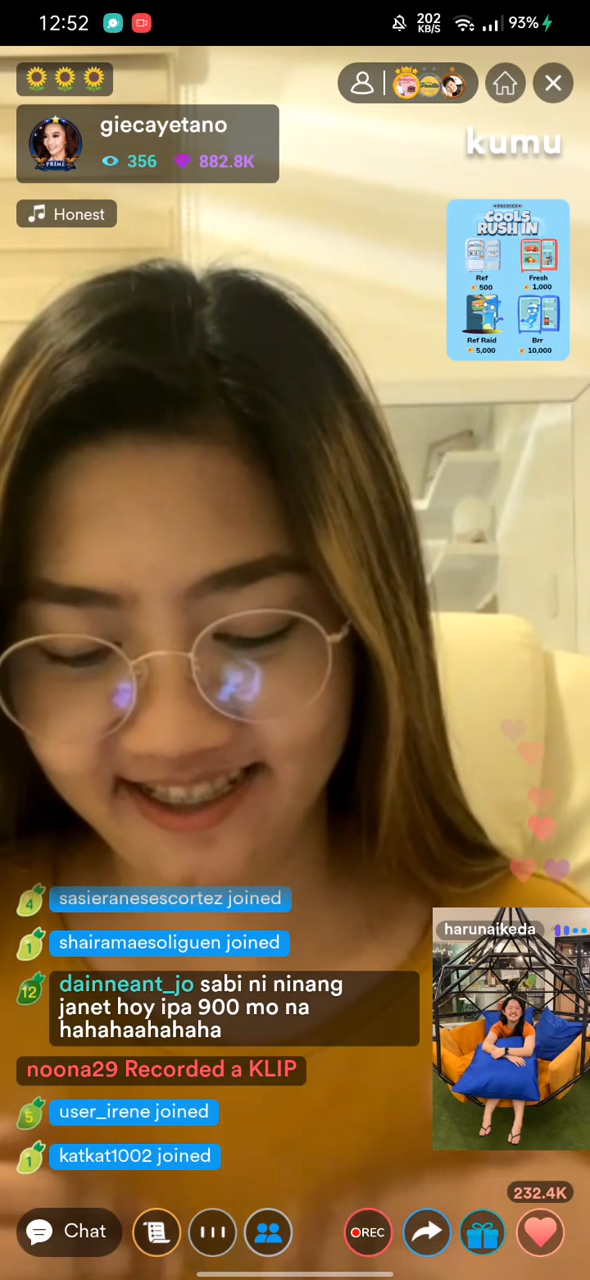 12:52
202
KB/S
93%
giecayetano
PRIME
356
882.8K
kumu
Honest
COOLS
RUSH IN
Ref
500
Fresh
1,000
Ref Raid
5,000
Brr
10,000
4 sasieranesescortez joined
1 shairamaesoliguen joined
12 dainneant_jo sabi ni ninang
janet hoy ipa 900 mo na
hahahaahahaha
noona29 Recorded a KLIP
5 user_irene joined
1 katkat1002 joined
harunaikeda
232.4K
Chat
REC